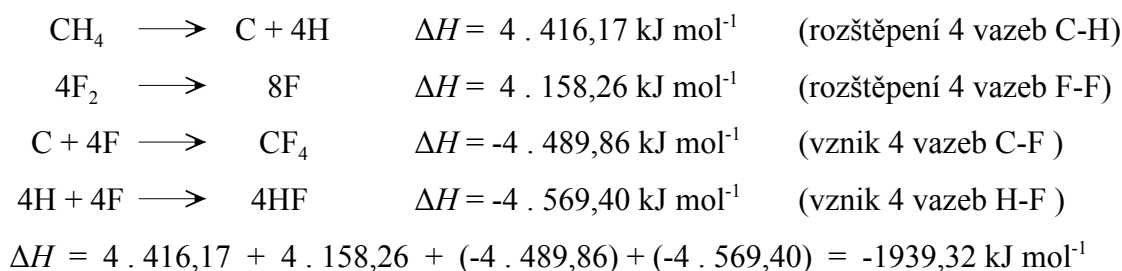 CH₄ ⟶ C + 4H ΔH = 4 . 416,17 kJ mol⁻¹ (rozštěpení 4 vazeb C-H)
4F₂ ⟶ 8F ΔH = 4 . 158,26 kJ mol⁻¹ (rozštěpení 4 vazeb F-F)
C + 4F ⟶ CF₄ ΔH = -4 . 489,86 kJ mol⁻¹ (vznik 4 vazeb C-F )
4H + 4F ⟶ 4HF ΔH = -4 . 569,40 kJ mol⁻¹ (vznik 4 vazeb H-F )
ΔH = 4 . 416,17 + 4 . 158,26 + (-4 . 489,86) + (-4 . 569,40) = -1939,32 kJ mol⁻¹